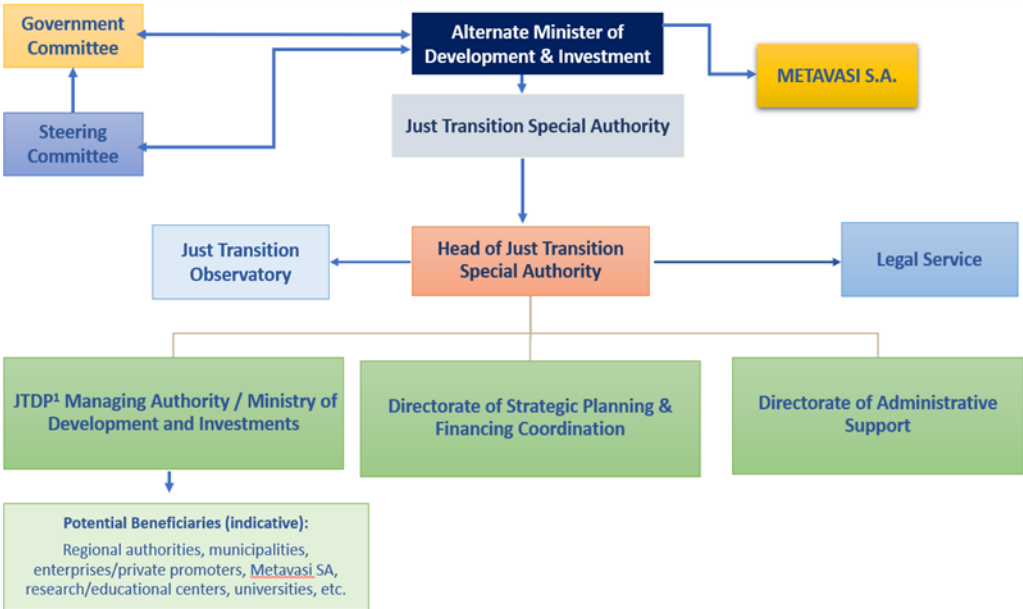 Government
Committee
Alternate Minister of
Development & Investment
METAVASI S.A.
Steering
Committee
Just Transition Special Authority
Just Transition
Observatory
Head of Just Transition
Special Authority
Legal Service
JTDP¹ Managing Authority / Ministry of
Development and Investments
Directorate of Strategic Planning &
Financing Coordination
Directorate of Administrative
Support
Potential Beneficiaries (indicative):
Regional authorities, municipalities,
enterprises/private promoters, Metavasi SA,
research/educational centers, universities, etc.